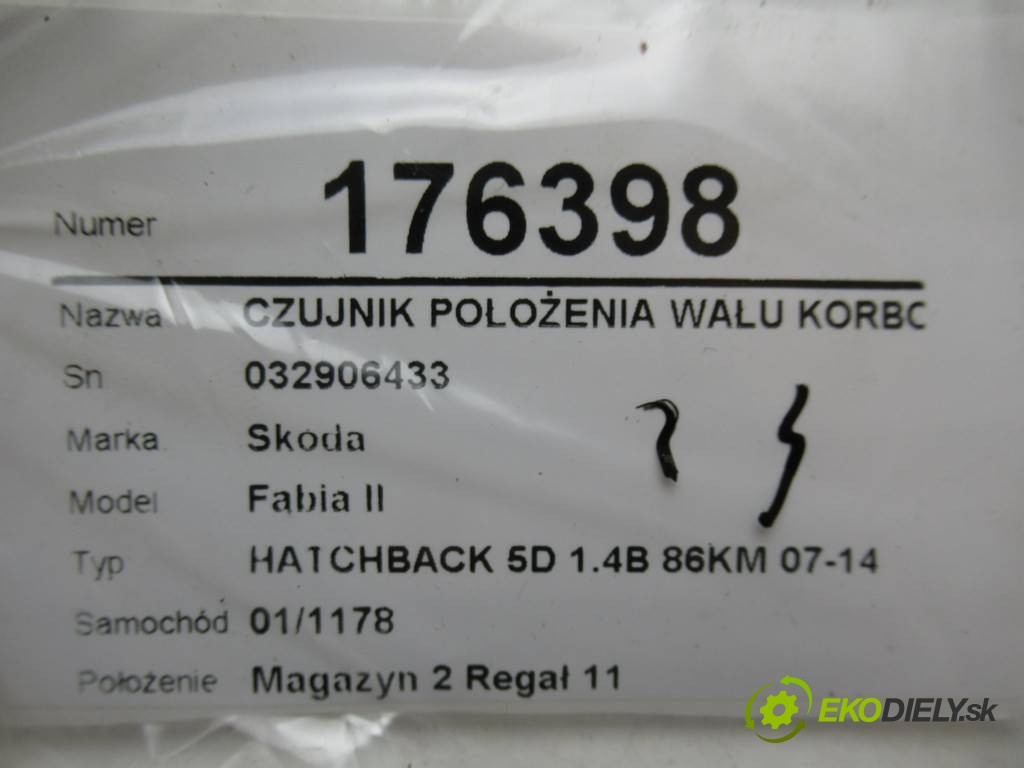 Numer 176398
Nazwa CZUJNIK POŁOŻENIA WAŁU KORBO
Sn 032906433
Marka Skoda
Model Fabia II
Typ HATCHBACK 5D 1.4B 86KM 07-14
Samochód 01/1178
Położenie Magazyn 2 Regał 11
EKODIELY.sk